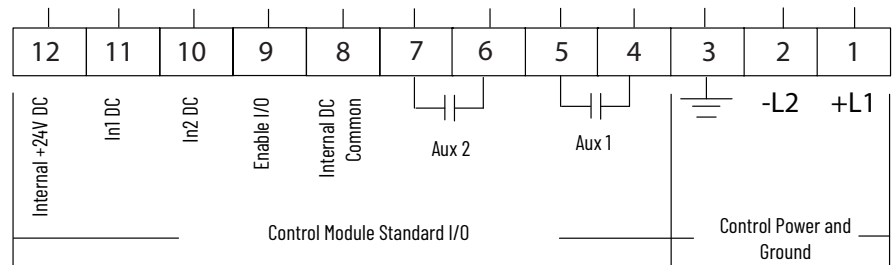 12 11 10 9 8 7 6 5 4 3 2 1
Internal +24V DC
In1 DC
In2 DC
Enable I/O
Internal DC
Common
Aux 2
Aux 1
-L2
+L1
Control Module Standard I/O
Control Power and
Ground